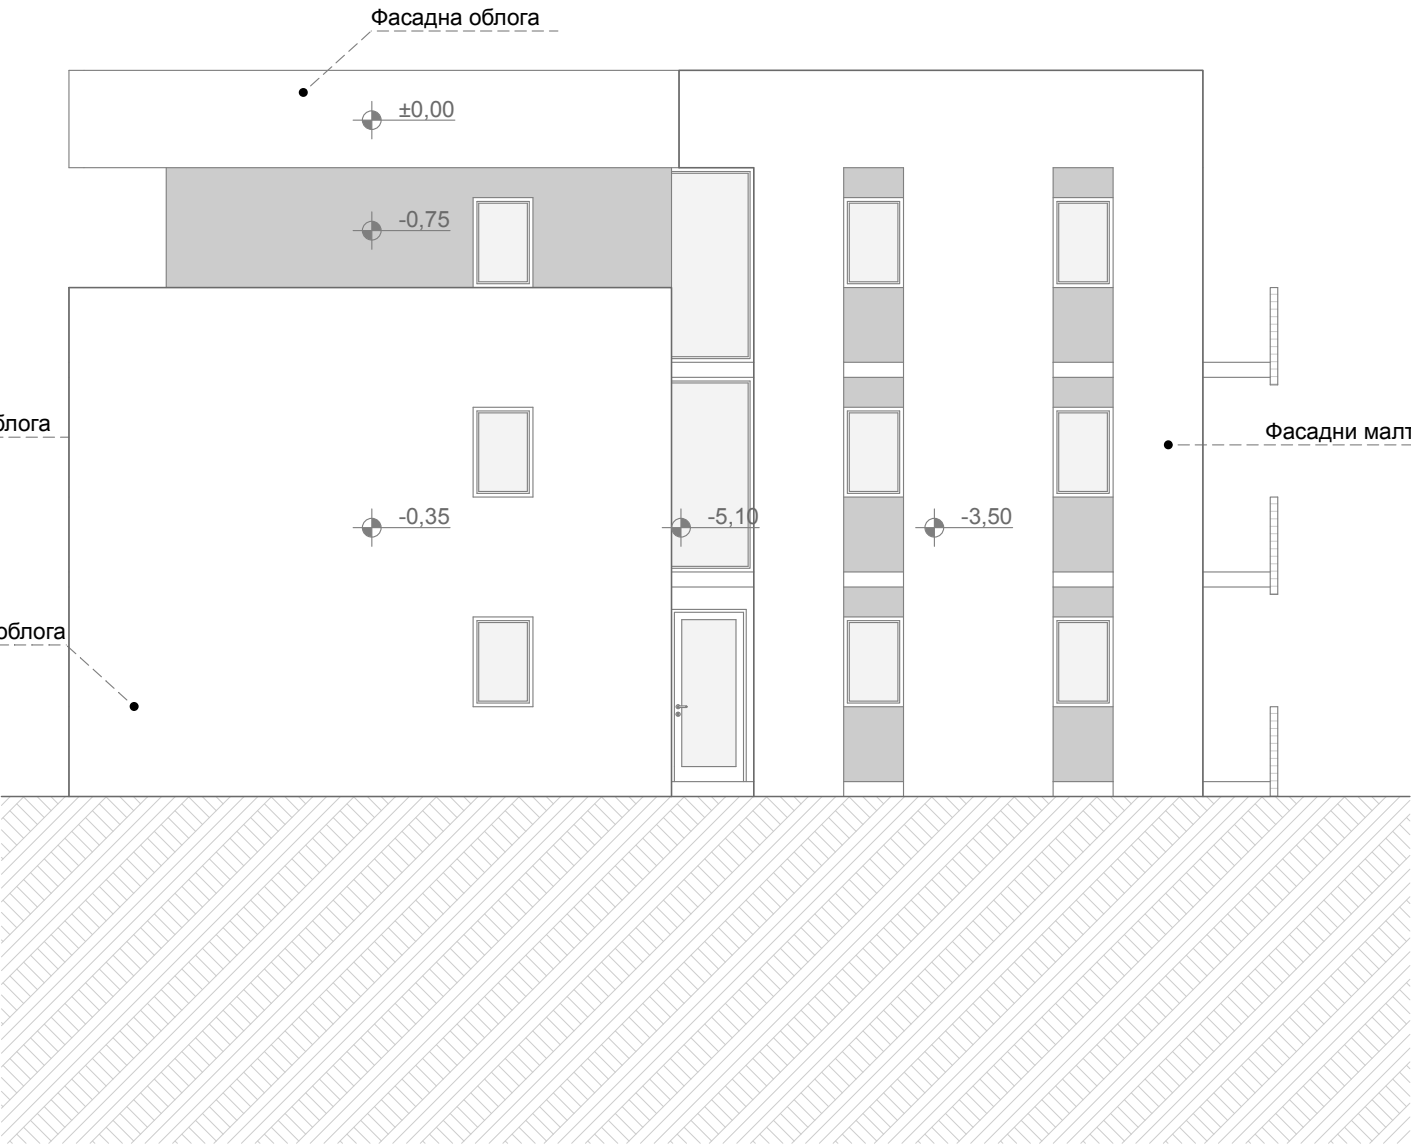 Фасадна облога
±0,00
-0,75
облога
Фасадни малт
-0,35
-5,10
-3,50
облога